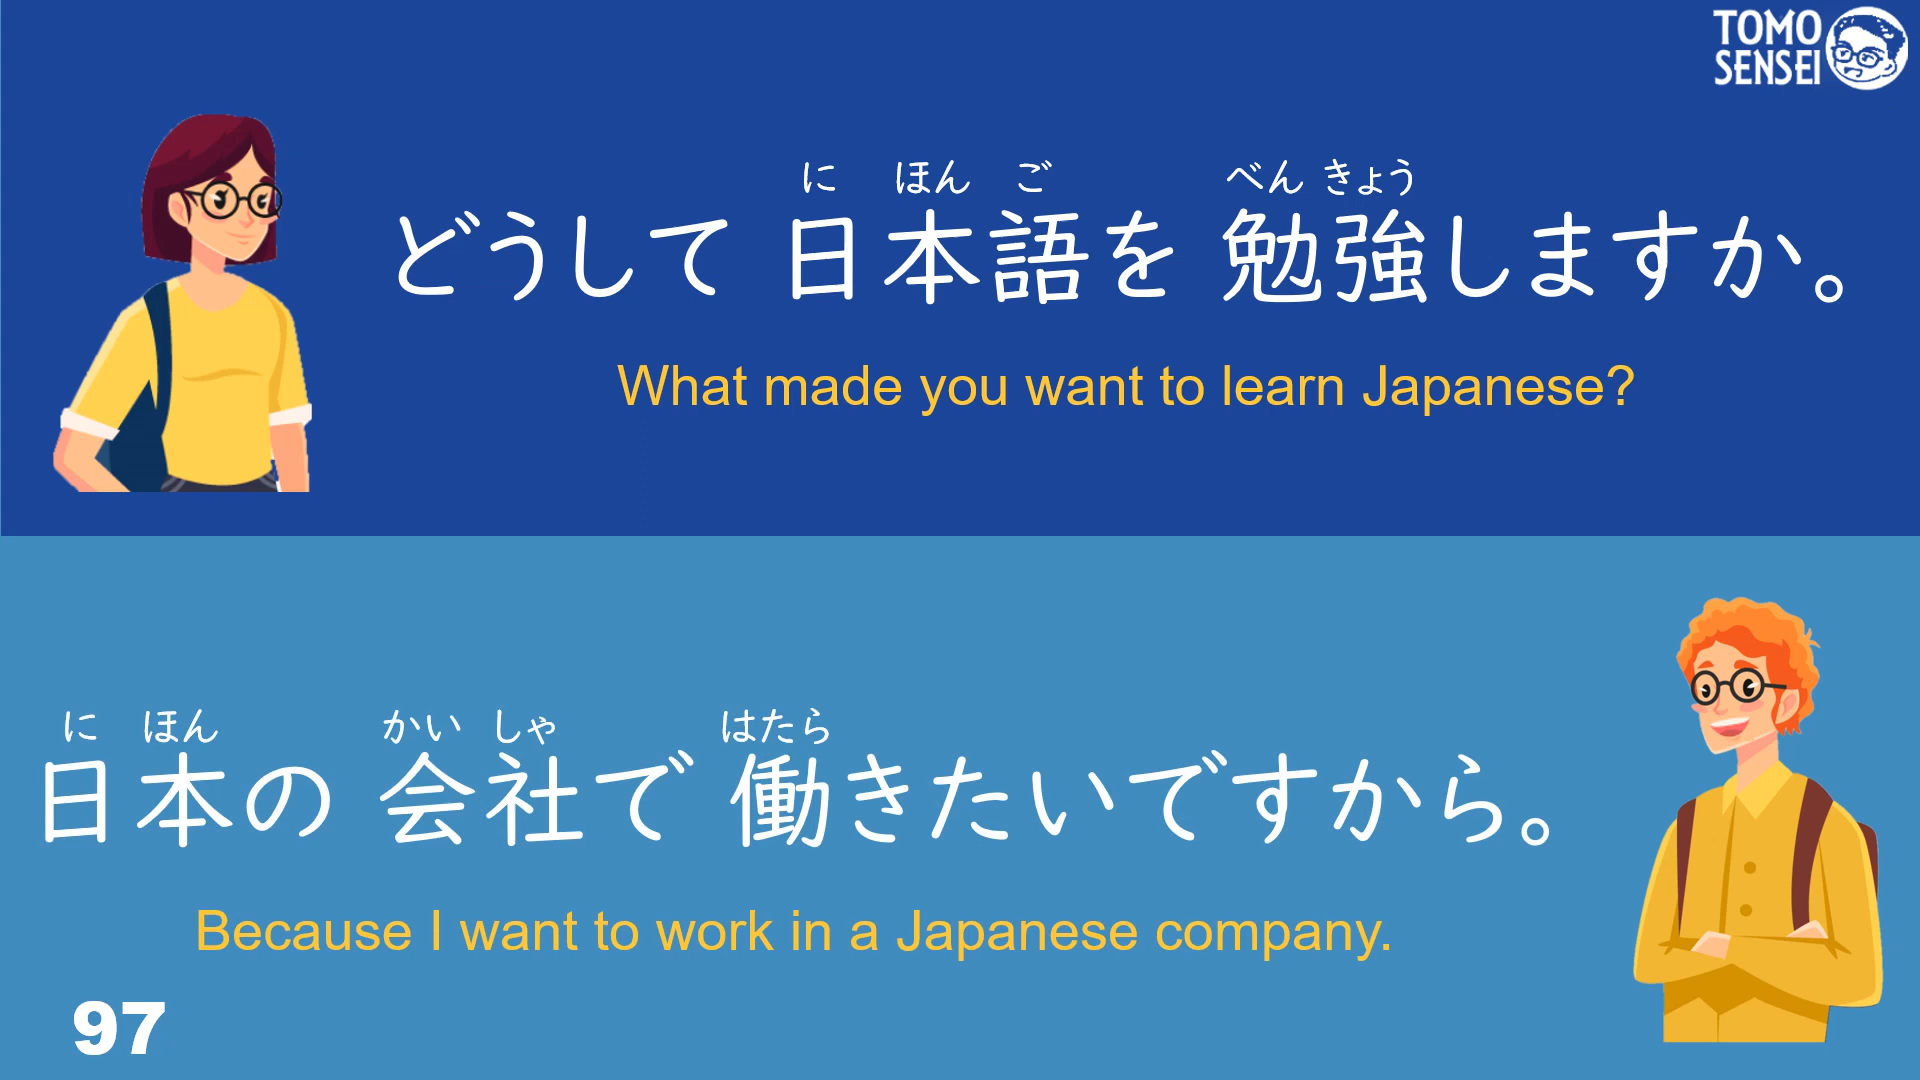 TOMO
SENSEI
に ほん ご べん きょう
どうして 日本語を 勉強しますか。
What made you want to learn Japanese?
に ほん かい しゃ はたら
日本の 会社で 働きたいですから。
Because I want to work in a Japanese company.
97